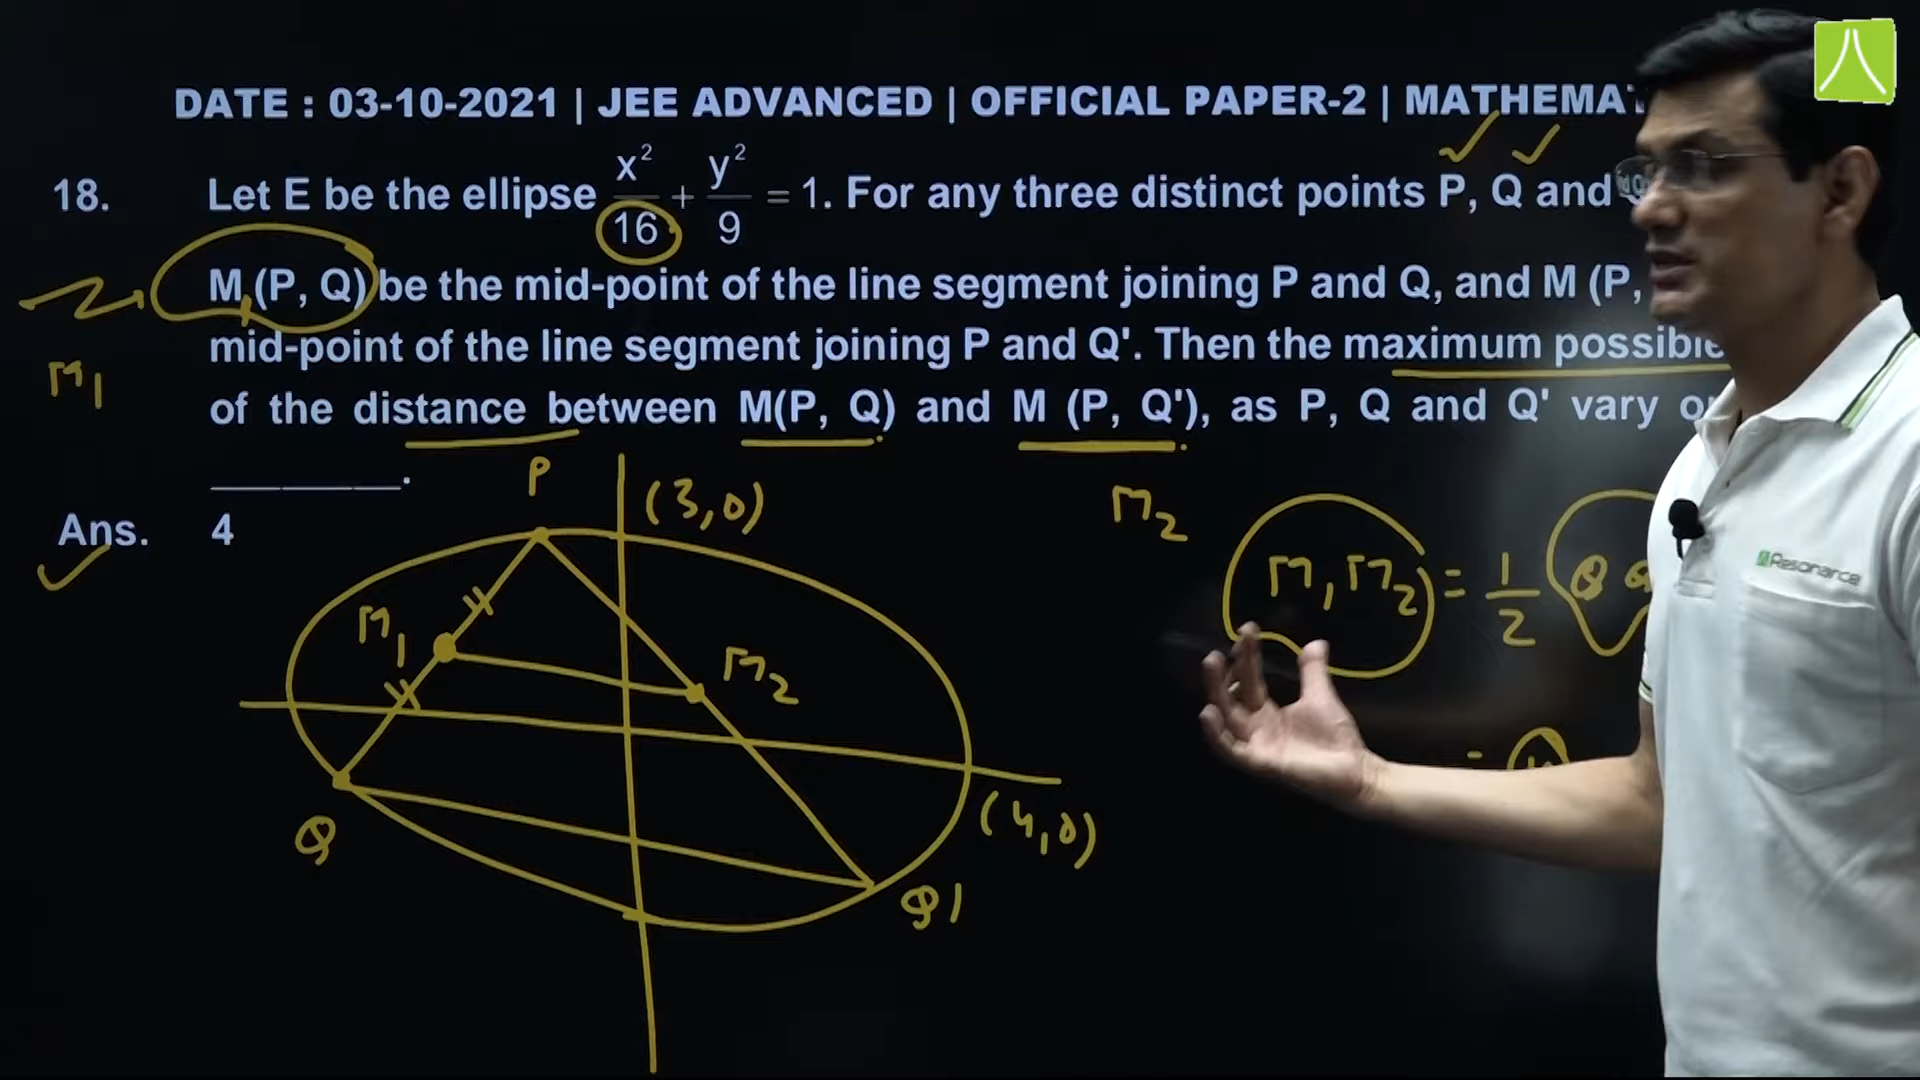 DATE : 03-10-2021 | JEE ADVANCED | OFFICIAL PAPER-2 | MATHEMA
18. Let E be the ellipse x²/16 + y²/9 = 1. For any three distinct points P, Q and
M (P, Q) be the mid-point of the line segment joining P and Q, and M (P,
mid-point of the line segment joining P and Q'. Then the maximum possible
of the distance between M(P, Q) and M (P, Q'), as P, Q and Q' vary
________.
Ans. 4
M₁
P
(3,0)
M₂
M₁M₂ = 1/2 Q
M₁
M₂
=
(4,0)
Q
Q'
Resonance